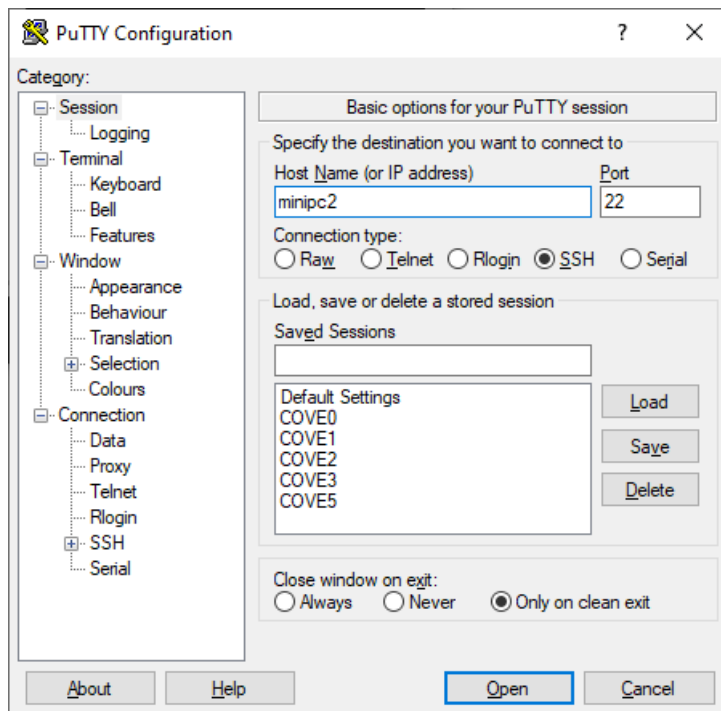 PuTTY Configuration
?
Category:
Session
Logging
Terminal
Keyboard
Bell
Features
Window
Appearance
Behaviour
Translation
Selection
Colours
Connection
Data
Proxy
Telnet
Rlogin
SSH
Serial
Basic options for your PuTTY session
Specify the destination you want to connect to
Host Name (or IP address) Port
minipc2 22
Connection type:
Raw Telnet Rlogin SSH Serial
Load, save or delete a stored session
Saved Sessions
Default Settings
COVE0
COVE1
COVE2
COVE3
COVE5
Load
Save
Delete
Close window on exit:
Always Never Only on clean exit
About Help Open Cancel